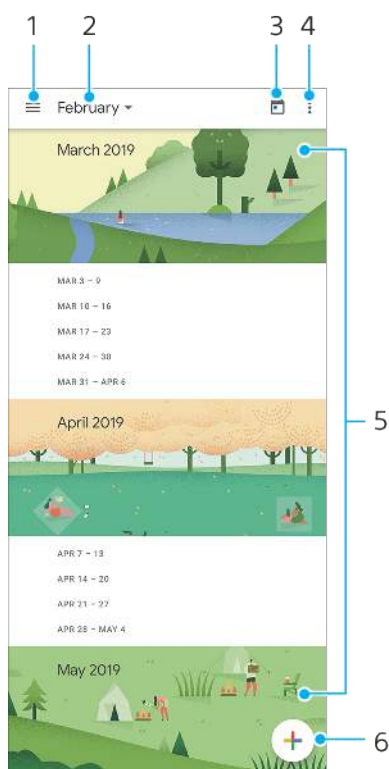 1 2 3 4
February
March 2019
MAR 3 – 9
MAR 10 – 16
MAR 17 – 23
MAR 24 – 30
MAR 31 – APR 6
5
April 2019
APR 7 – 13
APR 14 – 20
APR 21 – 27
APR 28 – MAY 4
May 2019
6